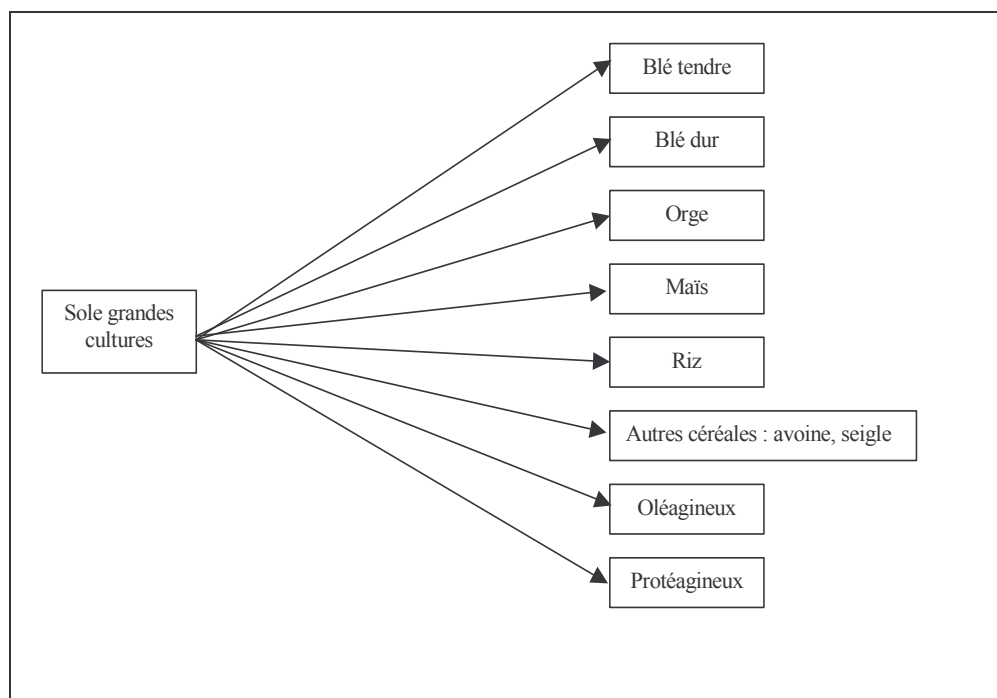 Blé tendre
Blé dur
Orge
Maïs
Sole grandes
cultures
Riz
Autres céréales : avoine, seigle
Oléagineux
Protéagineux